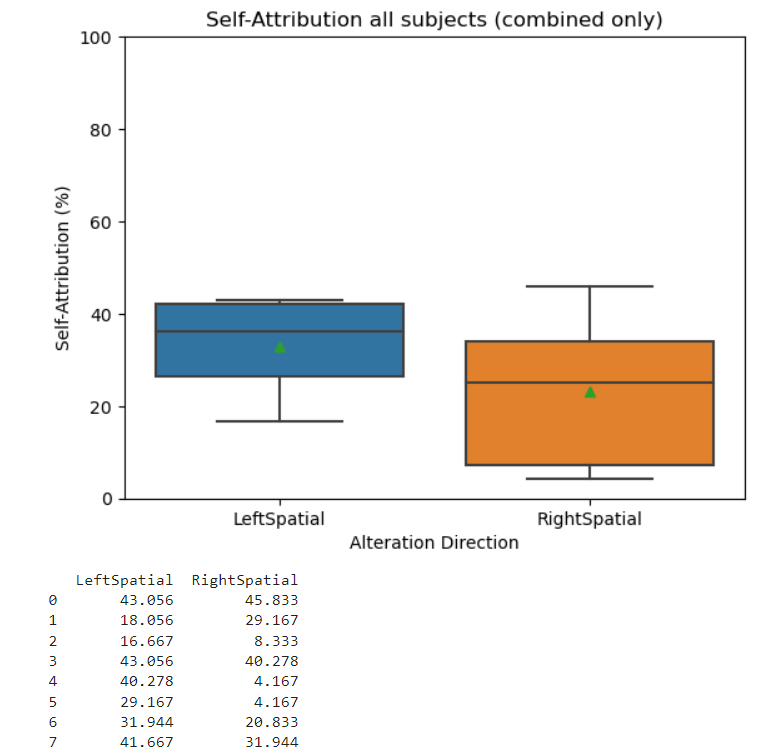 Self-Attribution all subjects (combined only)
100
80
60
40
20
0
Self-Attribution (%)
LeftSpatial RightSpatial
Alteration Direction
LeftSpatial RightSpatial
0 43.056 45.833
1 18.056 29.167
2 16.667 8.333
3 43.056 40.278
4 40.278 4.167
5 29.167 4.167
6 31.944 20.833
7 41.667 31.944